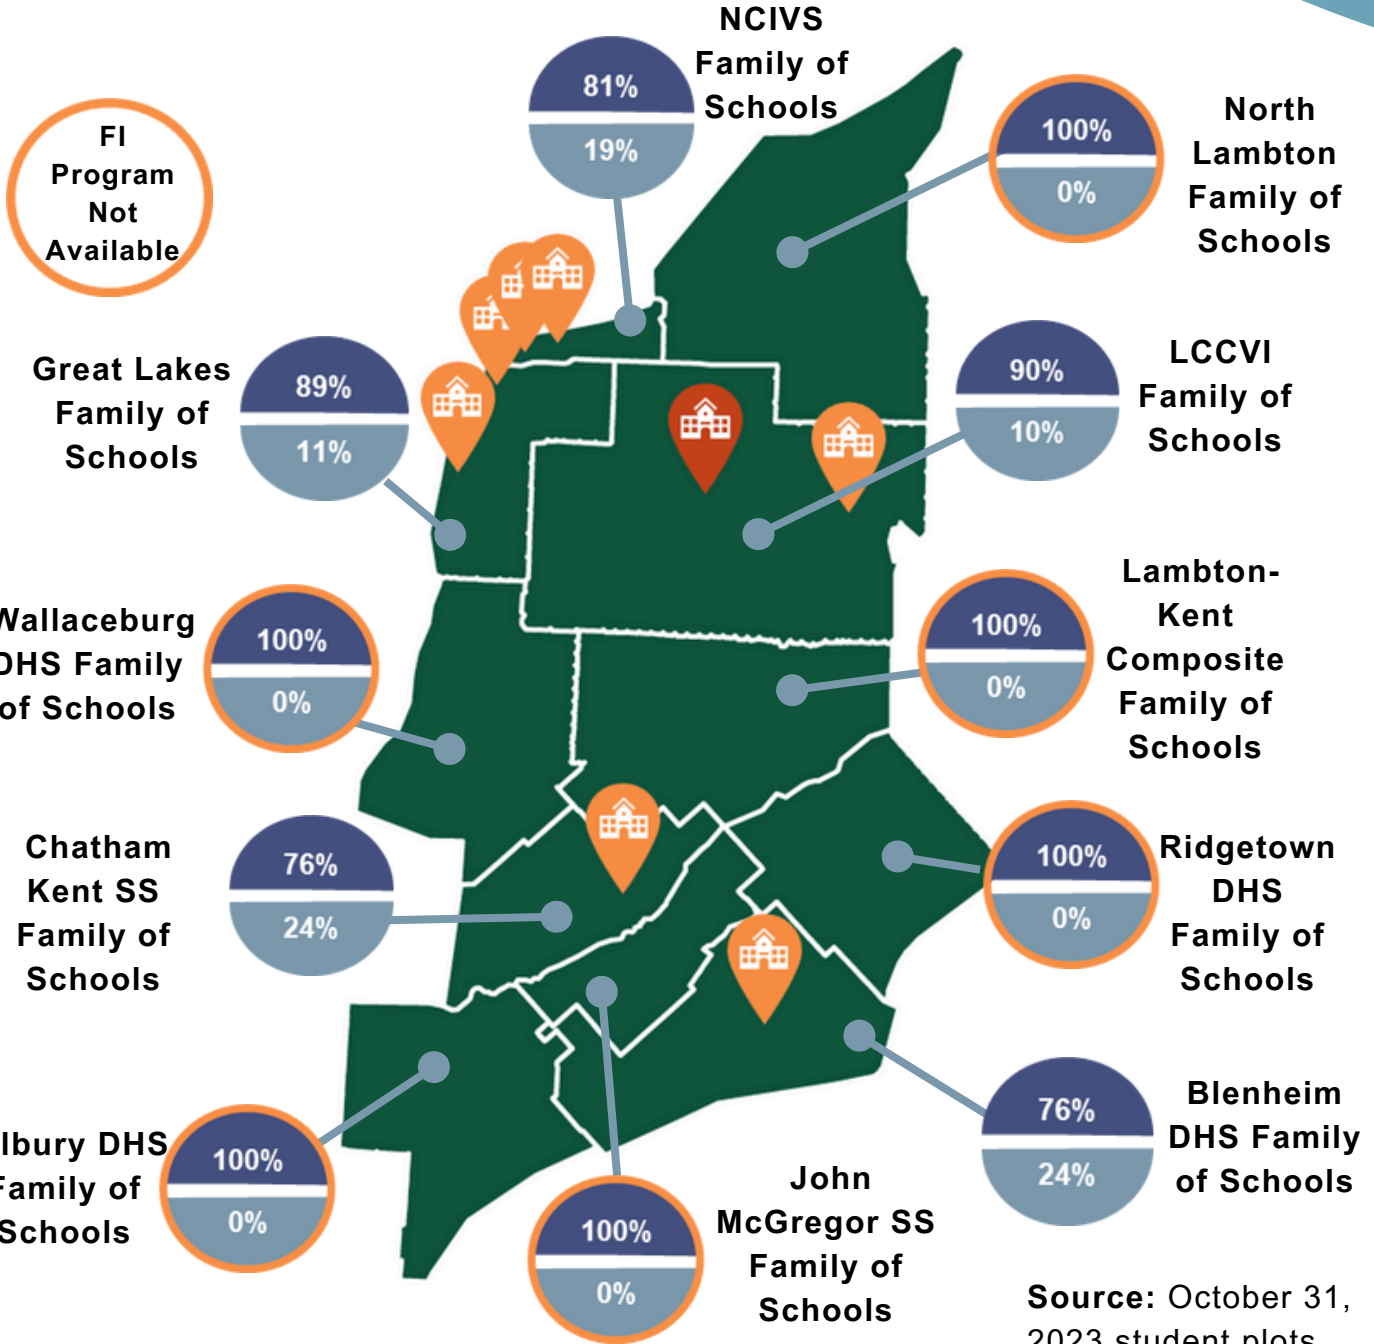 NCIVS
Family of
Schools
81%
19%
FI
Program
Not
Available
100%
0%
North
Lambton
Family of
Schools
Great Lakes
Family of
Schools
89%
11%
90%
10%
LCCVI
Family of
Schools
Wallaceburg
DHS Family
of Schools
100%
0%
100%
0%
Lambton-
Kent
Composite
Family of
Schools
Chatham
Kent SS
Family of
Schools
76%
24%
100%
0%
Ridgetown
DHS
Family of
Schools
lbury DHS
Family of
Schools
100%
0%
100%
0%
John
McGregor SS
Family of
Schools
76%
24%
Blenheim
DHS Family
of Schools
Source: October 31,
2023 student plots